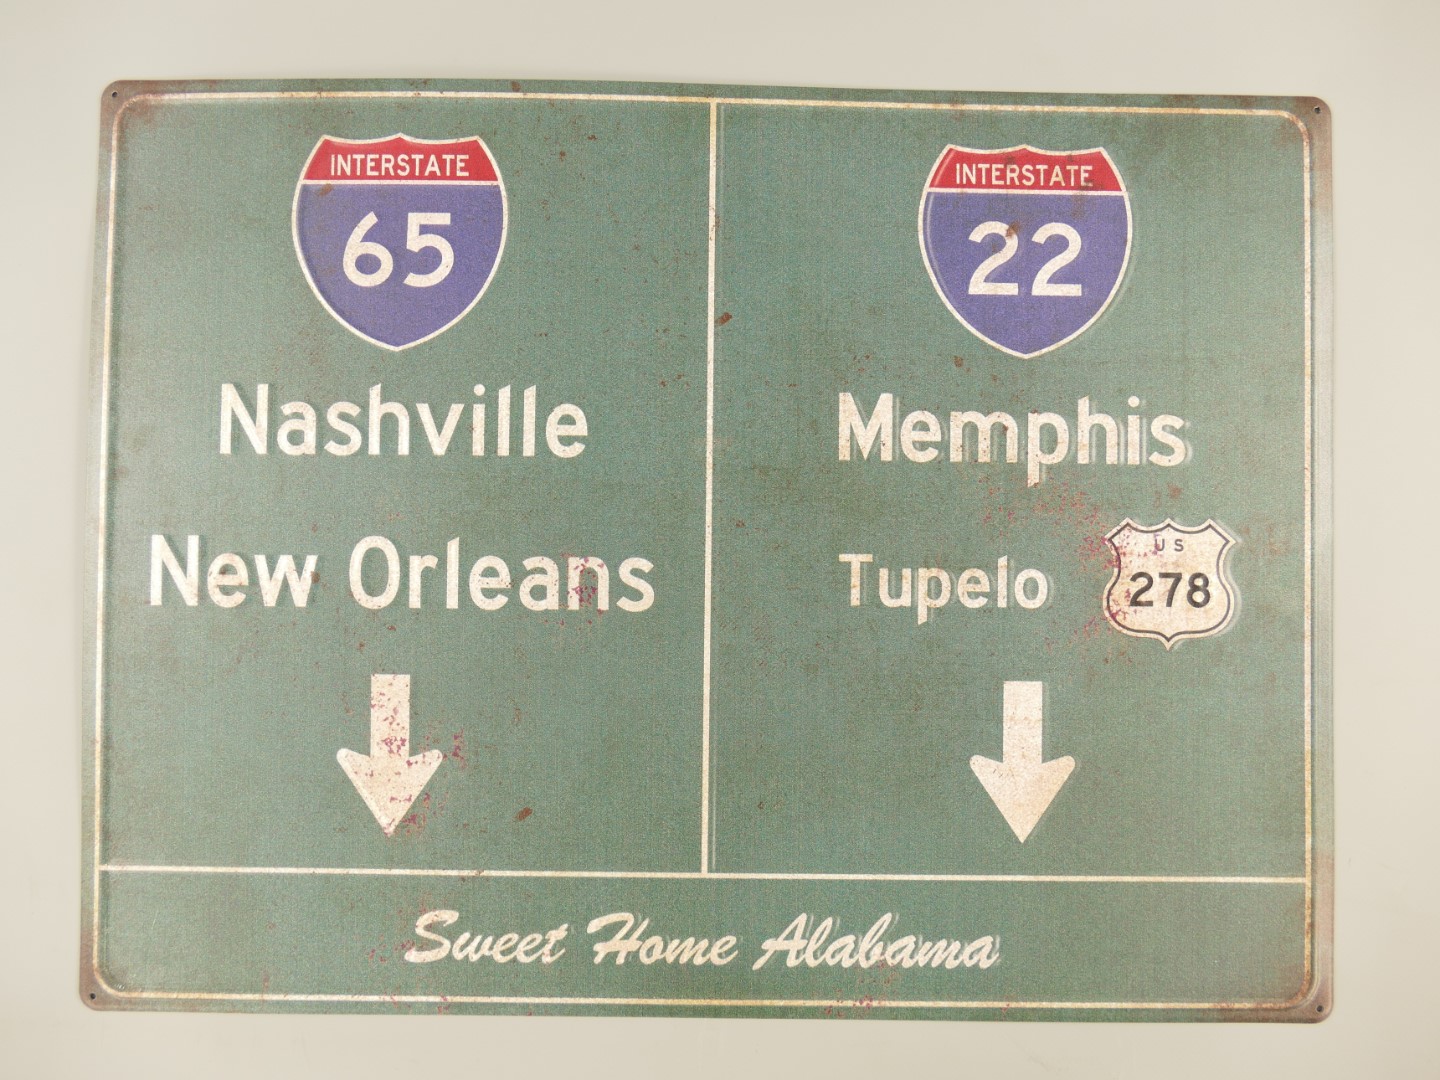 INTERSTATE
65
Nashville
New Orleans
INTERSTATE
22
Memphis
Tupelo
US
278
Sweet Home Alabama